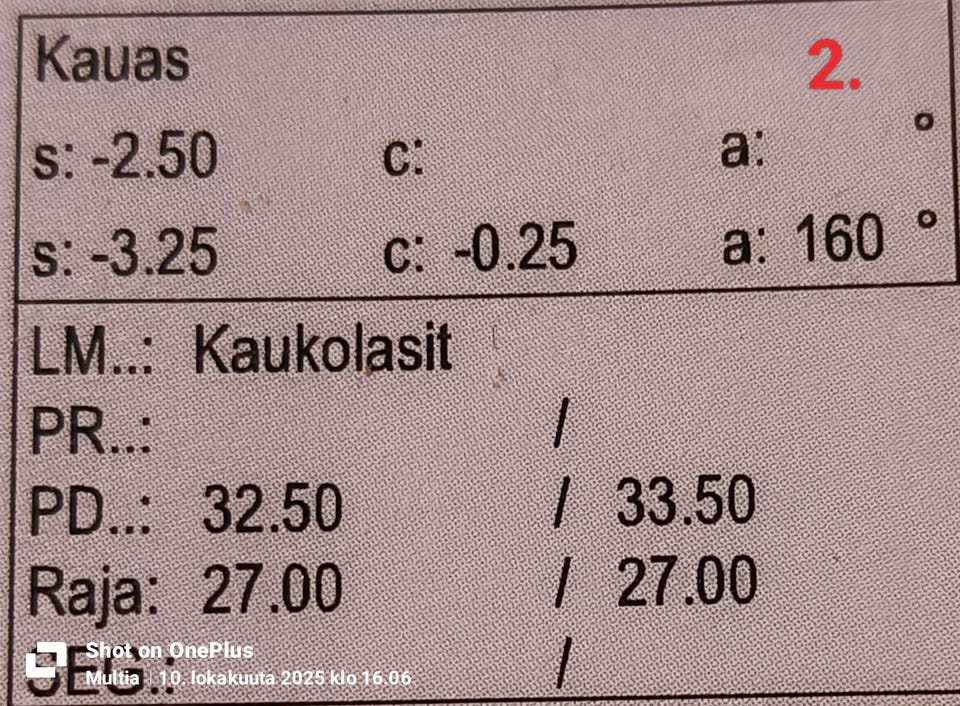 Kauas 2.
s: -2.50 c: a: °
s: -3.25 c: -0.25 a: 160 °
LM..: Kaukolasit
PR..: /
PD..: 32.50 / 33.50
Raja: 27.00 / 27.00
SEG.: /
Shot on OnePlus
Multia | 10. lokakuuta 2025 klo 16.06